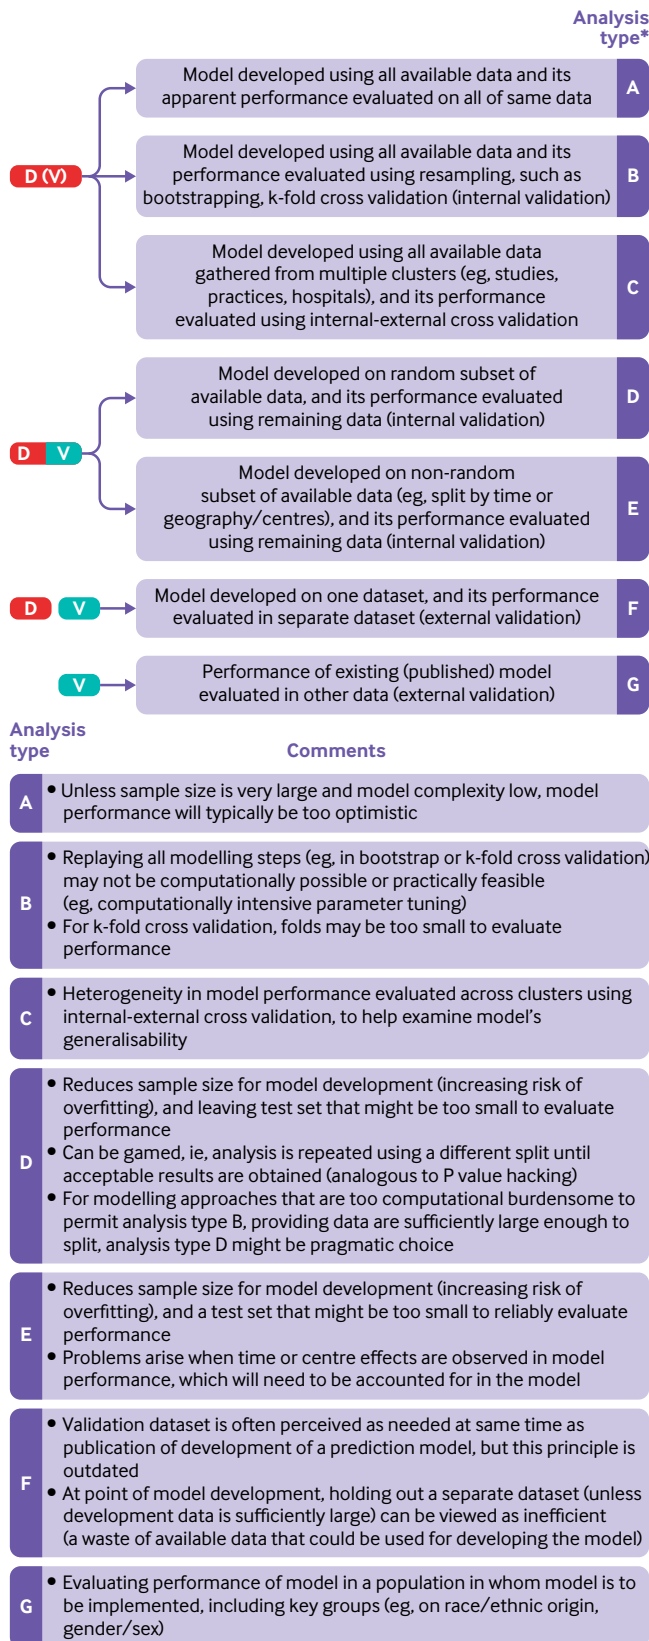 Analysis
type*
Model developed using all available data and its
apparent performance evaluated on all of same data
A
D (V)
Model developed using all available data and its
performance evaluated using resampling, such as
bootstrapping, k-fold cross validation (internal validation)
B
Model developed using all available data
gathered from multiple clusters (eg, studies,
practices, hospitals), and its performance
evaluated using internal-external cross validation
C
Model developed on random subset of
available data, and its performance evaluated
using remaining data (internal validation)
D
D V
Model developed on non-random
subset of available data (eg, split by time or
geography/centres), and its performance evaluated
using remaining data (internal validation)
E
D V
Model developed on one dataset, and its performance
evaluated in separate dataset (external validation)
F
V
Performance of existing (published) model
evaluated in other data (external validation)
G
Analysis
type
Comments
A
• Unless sample size is very large and model complexity low, model
performance will typically be too optimistic
B
• Replaying all modelling steps (eg, in bootstrap or k-fold cross validation)
may not be computationally possible or practically feasible
(eg, computationally intensive parameter tuning)
• For k-fold cross validation, folds may be too small to evaluate
performance
C
• Heterogeneity in model performance evaluated across clusters using
internal-external cross validation, to help examine model's
generalisability
D
• Reduces sample size for model development (increasing risk of
overfitting), and leaving test set that might be too small to evaluate
performance
• Can be gamed, ie, analysis is repeated using a different split until
acceptable results are obtained (analogous to P value hacking)
• For modelling approaches that are too computational burdensome to
permit analysis type B, providing data are sufficiently large enough to
split, analysis type D might be pragmatic choice
E
• Reduces sample size for model development (increasing risk of
overfitting), and a test set that might be too small to reliably evaluate
performance
• Problems arise when time or centre effects are observed in model
performance, which will need to be accounted for in the model
F
• Validation dataset is often perceived as needed at same time as
publication of development of a prediction model, but this principle is
outdated
• At point of model development, holding out a separate dataset (unless
development data is sufficiently large) can be viewed as inefficient
(a waste of available data that could be used for developing the model)
G
• Evaluating performance of model in a population in whom model is to
be implemented, including key groups (eg, on race/ethnic origin,
gender/sex)